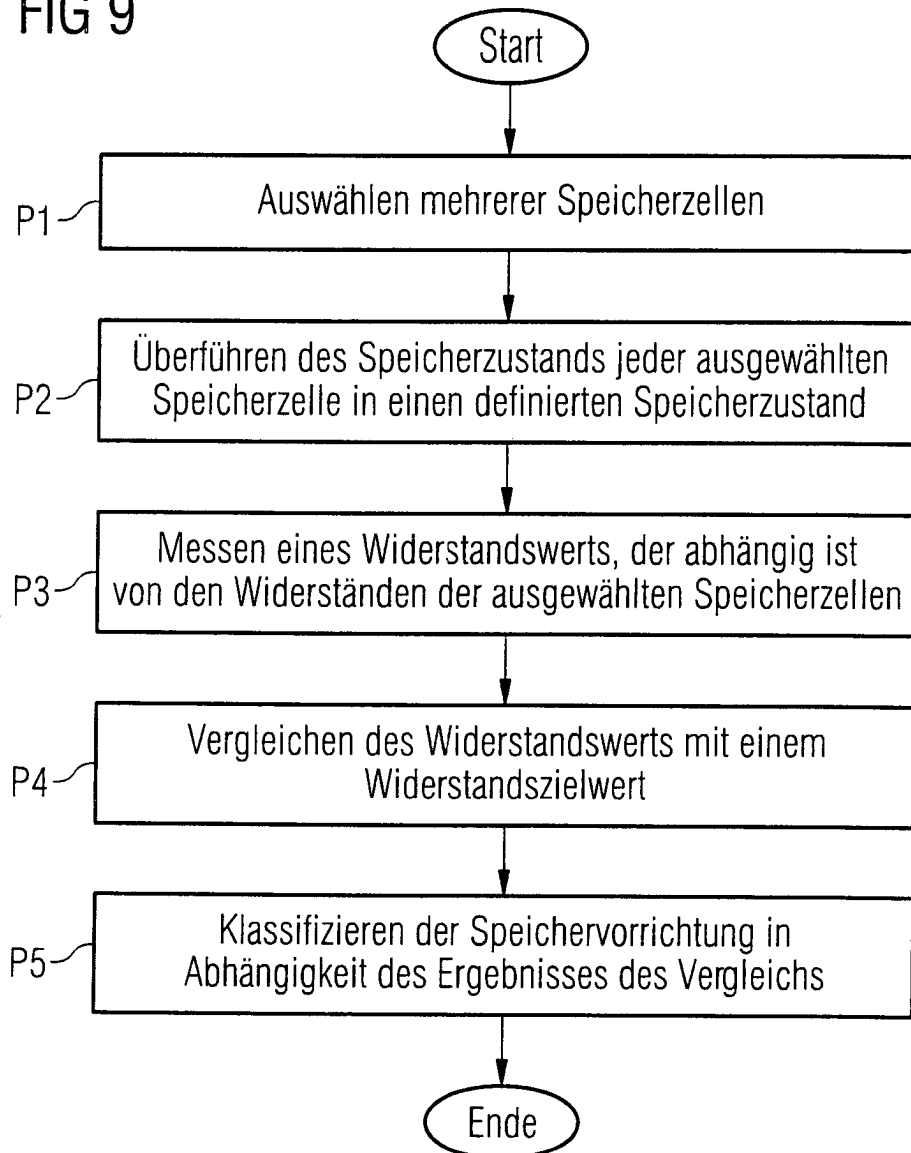 FIG 9
Start
P1
Auswählen mehrerer Speicherzellen
P2
Überführen des Speicherzustands jeder ausgewählten
Speicherzelle in einen definierten Speicherzustand
P3
Messen eines Widerstandswerts, der abhängig ist
von den Widerständen der ausgewählten Speicherzellen
P4
Vergleichen des Widerstandswerts mit einem
Widerstandszielwert
P5
Klassifizieren der Speichervorrichtung in
Abhängigkeit des Ergebnisses des Vergleichs
Ende